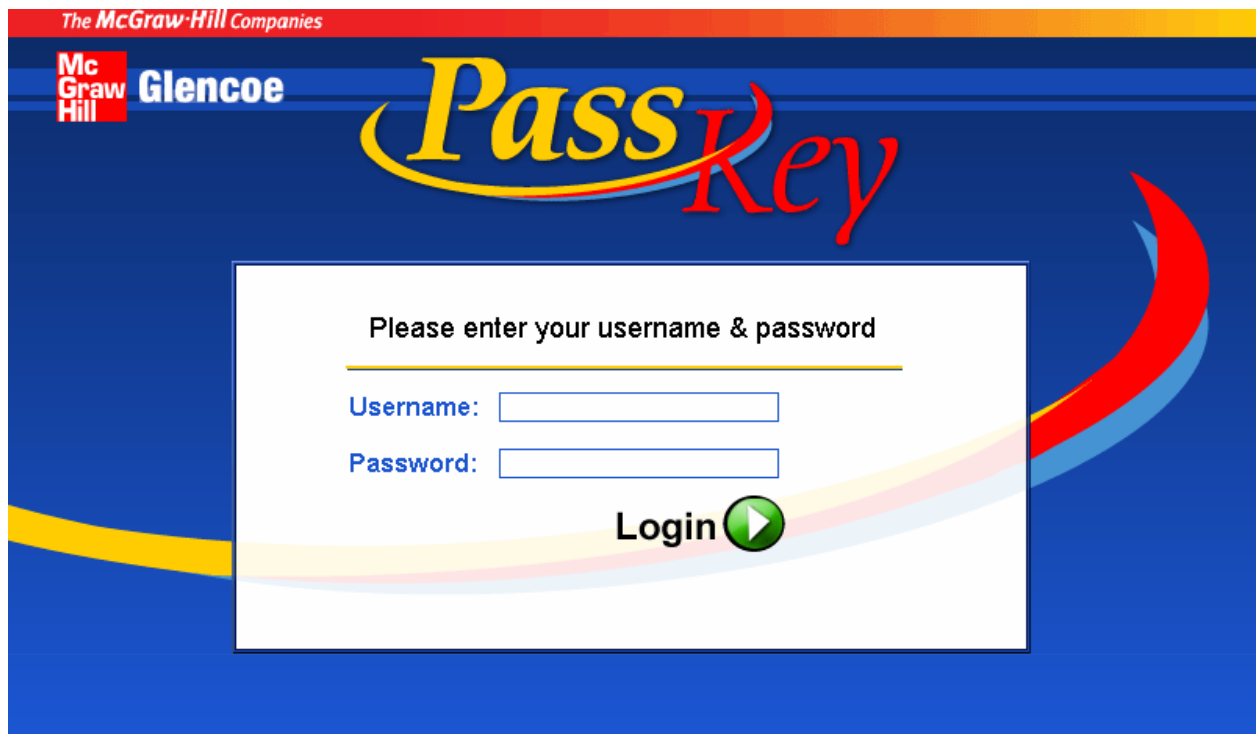 The McGraw·Hill Companies
Mc
Graw
Hill
Glencoe
Pass
Key
Please enter your username & password
Username:
Password:
Login